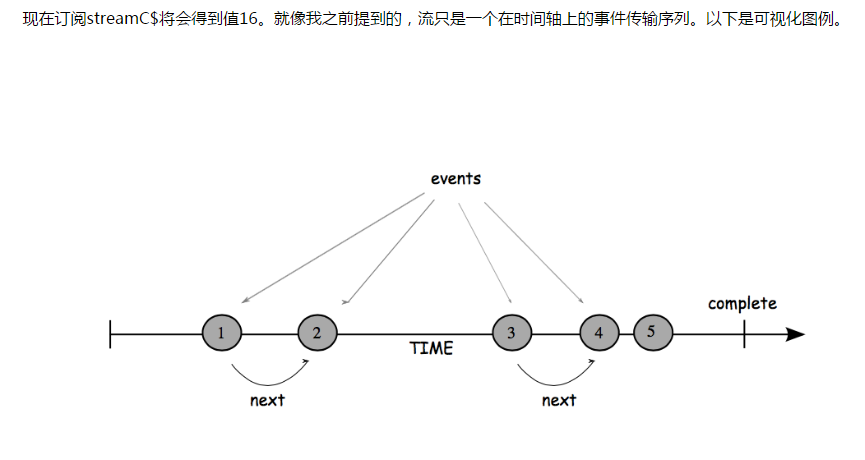 现在订阅streamC$将会得到值16。就像我之前提到的，流只是一个在时间轴上的事件传输序列。以下是可视化图例。
events
complete
1 2 3 4 5
TIME
next next